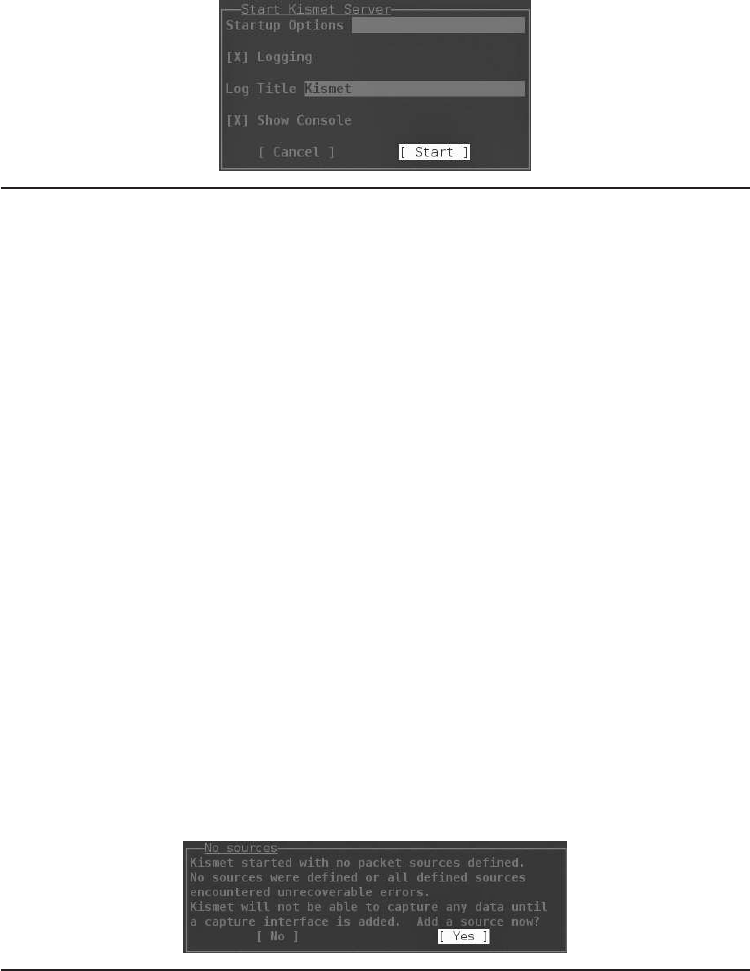 Start Kismet Server
Startup Options
[X] Logging
Log Title Kismet
[X] Show Console
[ Cancel ] [ Start ]
No sources
Kismet started with no packet sources defined.
No sources were defined or all defined sources
encountered unrecoverable errors.
Kismet will not be able to capture any data until
a capture interface is added.  Add a source now?
[ No ] [ Yes ]